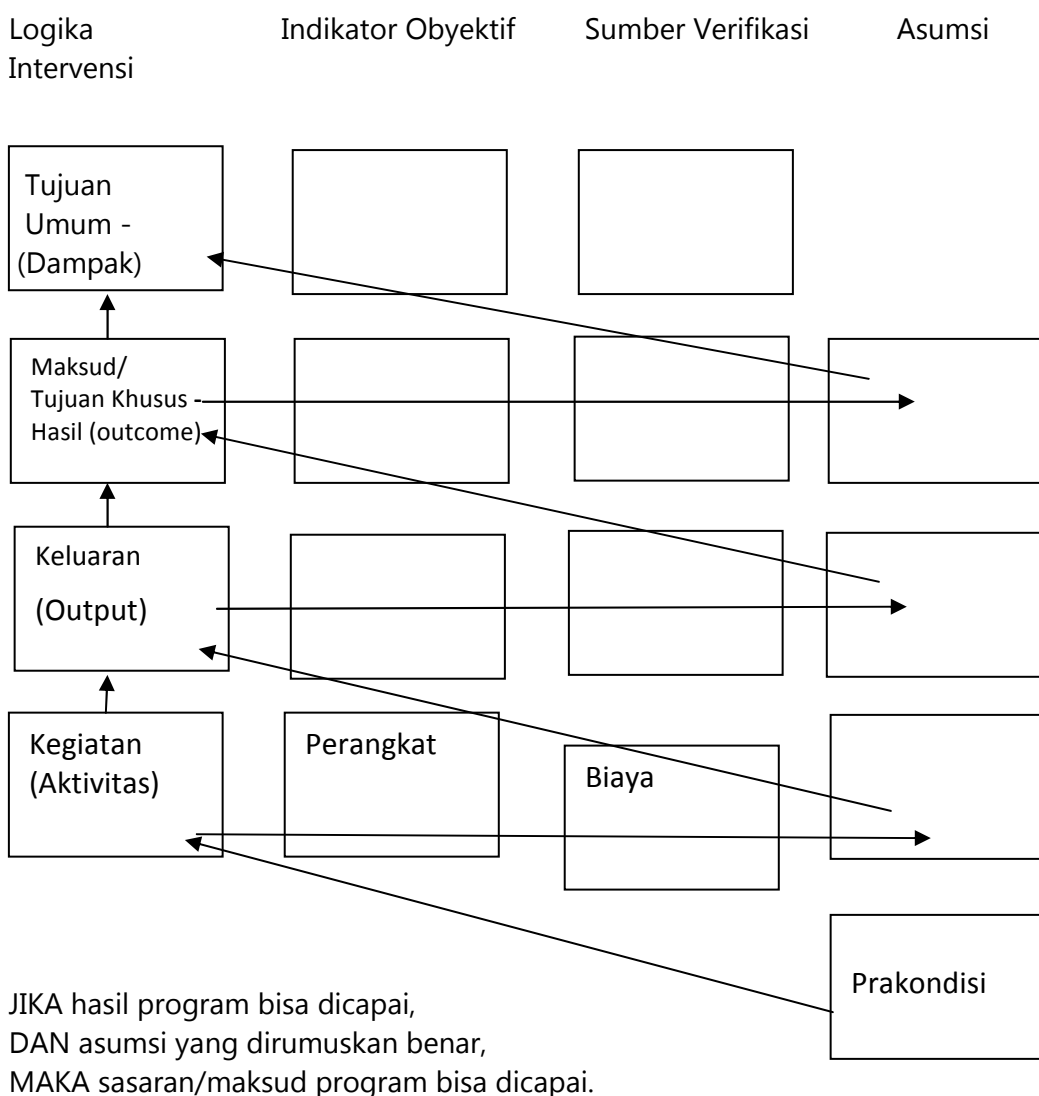 Logika Intervensi
Indikator Obyektif
Sumber Verifikasi
Asumsi
Tujuan
Umum -
(Dampak)
Maksud/
Tujuan Khusus -
Hasil (outcome)
Keluaran
(Output)
Kegiatan
(Aktivitas)
Perangkat
Biaya
Prakondisi
JIKA hasil program bisa dicapai,
DAN asumsi yang dirumuskan benar,
MAKA sasaran/maksud program bisa dicapai.